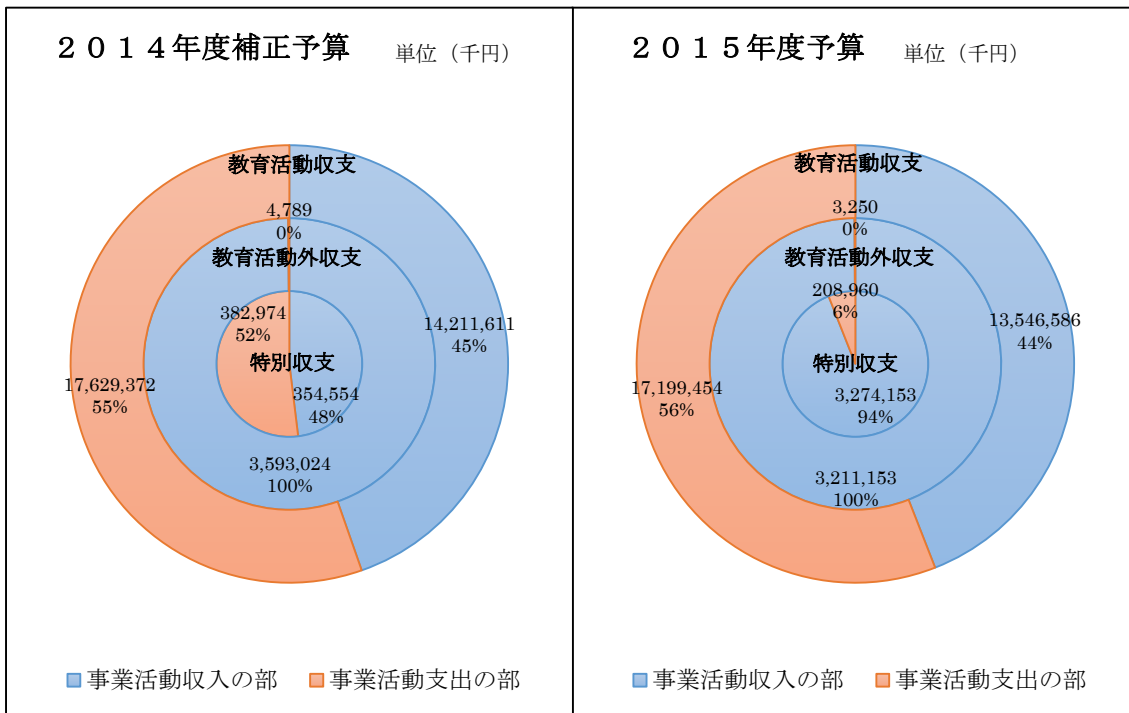 ２０１４年度補正予算 単位（千円）
教育活動収支
4,789
0%
教育活動外収支
382,974
52%
14,211,611
45%
特別収支
354,554
48%
17,629,372
55%
3,593,024
100%
事業活動収入の部 事業活動支出の部
２０１５年度予算 単位（千円）
教育活動収支
3,250
0%
教育活動外収支
208,960
6%
13,546,586
44%
特別収支
3,274,153
94%
17,199,454
56%
3,211,153
100%
事業活動収入の部 事業活動支出の部